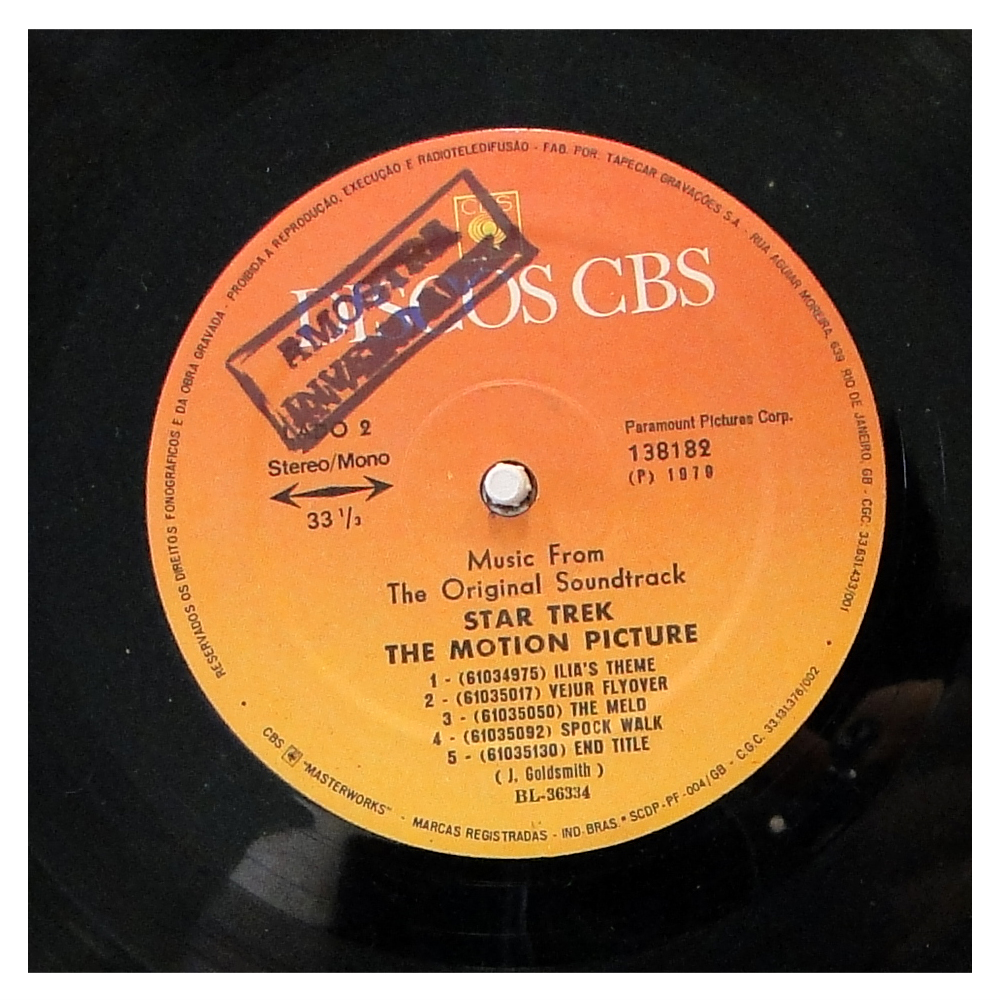 RESERVADOS OS DIREITOS FONOGRÁFICOS E DA OBRA GRAVADA - PROIBIDA A REPRODUÇÃO, EXECUÇÃO E RADIOTELEDIFUSÃO - FAB. POR. TAPECAR GRAVAÇÕES S.A. - RUA AGUIAR MOREIRA, 639 RIO DE JANEIRO, GB - CGC: 33.631.433/001
CBS
DISCOS CBS
AMOSTRA
LADO 2
Stereo/Mono
33 1/3
Paramount Pictures Corp.
138182
(P) 1979
Music From
The Original Soundtrack
STAR TREK
THE MOTION PICTURE
1 - (61034975) ILIA'S THEME
2 - (61035017) VEJUR FLYOVER
3 - (61035050) THE MELD
4 - (61035092) SPOCK WALK
5 - (61035130) END TITLE
( J. Goldsmith )
BL-36334
CBS "MASTERWORKS" - MARCAS REGISTRADAS - IND. BRAS. • SCDP-PF-004/GB - C.G.C. 33.131.376/002